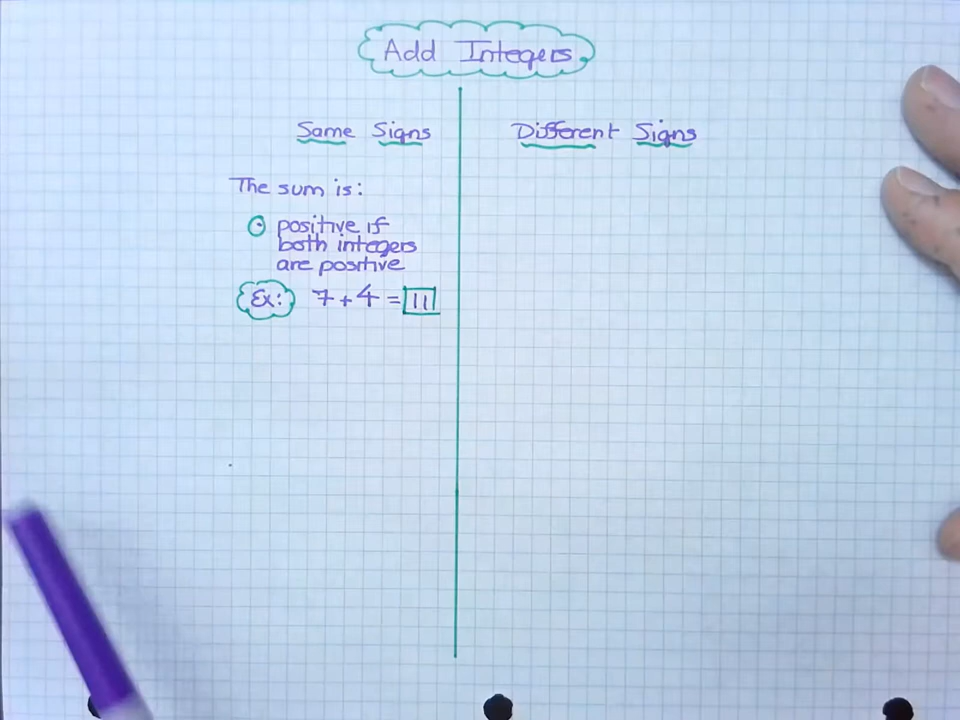 Add Integers
Same Signs
Different Signs
The sum is:
positive if
both integers
are positive
Ex: 7 + 4 = 11